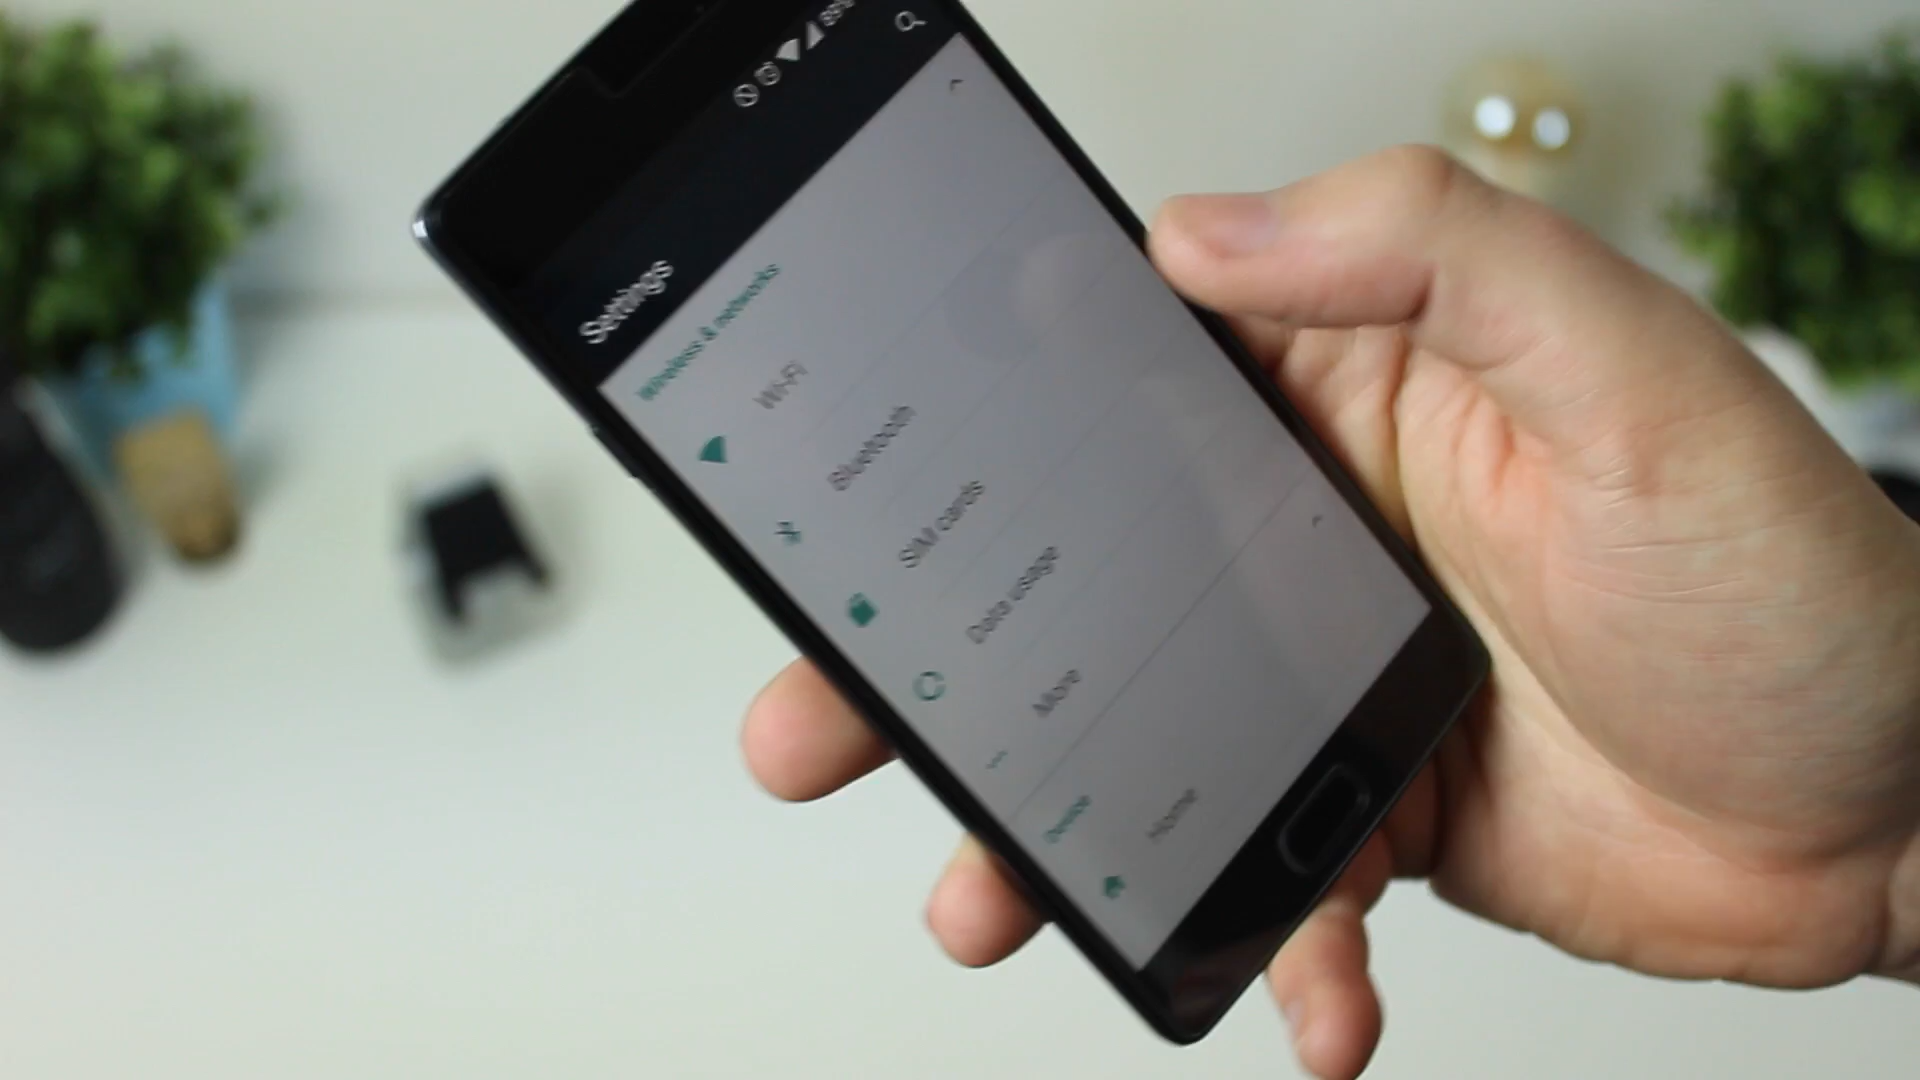 Settings
Wireless & networks
Wi-Fi
Bluetooth
SIM cards
Data usage
More
Device
Home